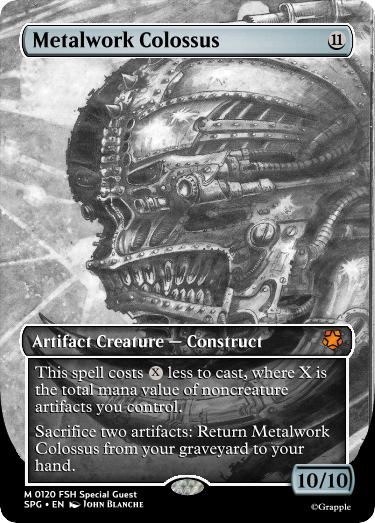 Metalwork Colossus 11
Artifact Creature — Construct
This spell costs X less to cast, where X is
the total mana value of noncreature
artifacts you control.
Sacrifice two artifacts: Return Metalwork
Colossus from your graveyard to your
hand.
10/10
M 0120 FSH Special Guest
SPG • EN John Blanche
©Grapple